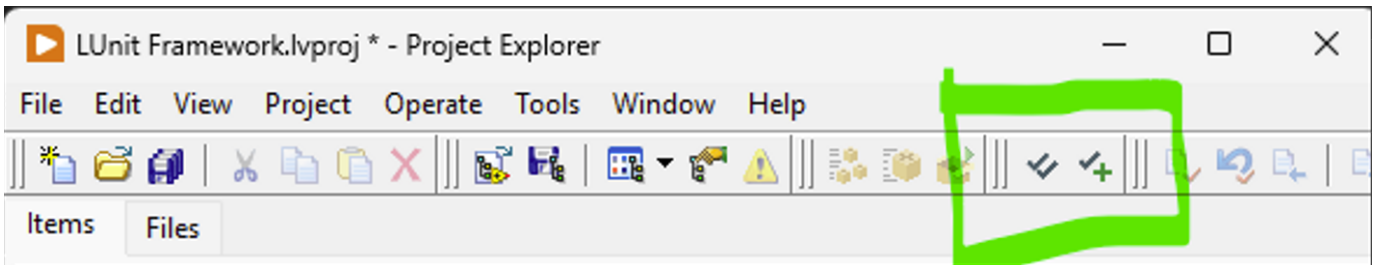 LUnit Framework.lvproj * - Project Explorer
File Edit View Project Operate Tools Window Help
Items Files